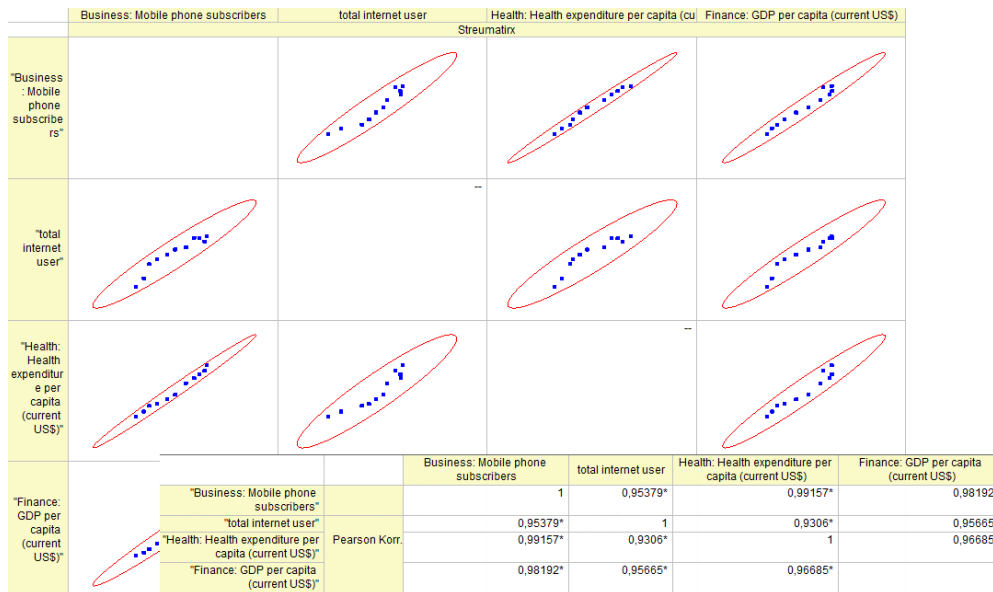 Business: Mobile phone subscribers total internet user Health: Health expenditure per capita (cu Finance: GDP per capita (current US$)
Streumatirx
"Business
: Mobile
phone
subscribe
rs"
--
"total
internet
user"
--
"Health:
Health
expenditur
e per
capita
(current
US$)"
"Finance:
GDP per
capita
(current
US$)"
Business: Mobile phone
subscribers
total internet user
Health: Health expenditure per
capita (current US$)
Finance: GDP per capita
(current US$)
"Business: Mobile phone
subscribers"
1 0,95379* 0,99157* 0,98192
"total internet user" 0,95379* 1 0,9306* 0,95665
"Health: Health expenditure per
capita (current US$)"
Pearson Korr. 0,99157* 0,9306* 1 0,96685
"Finance: GDP per capita
(current US$)"
0,98192* 0,95665* 0,96685*